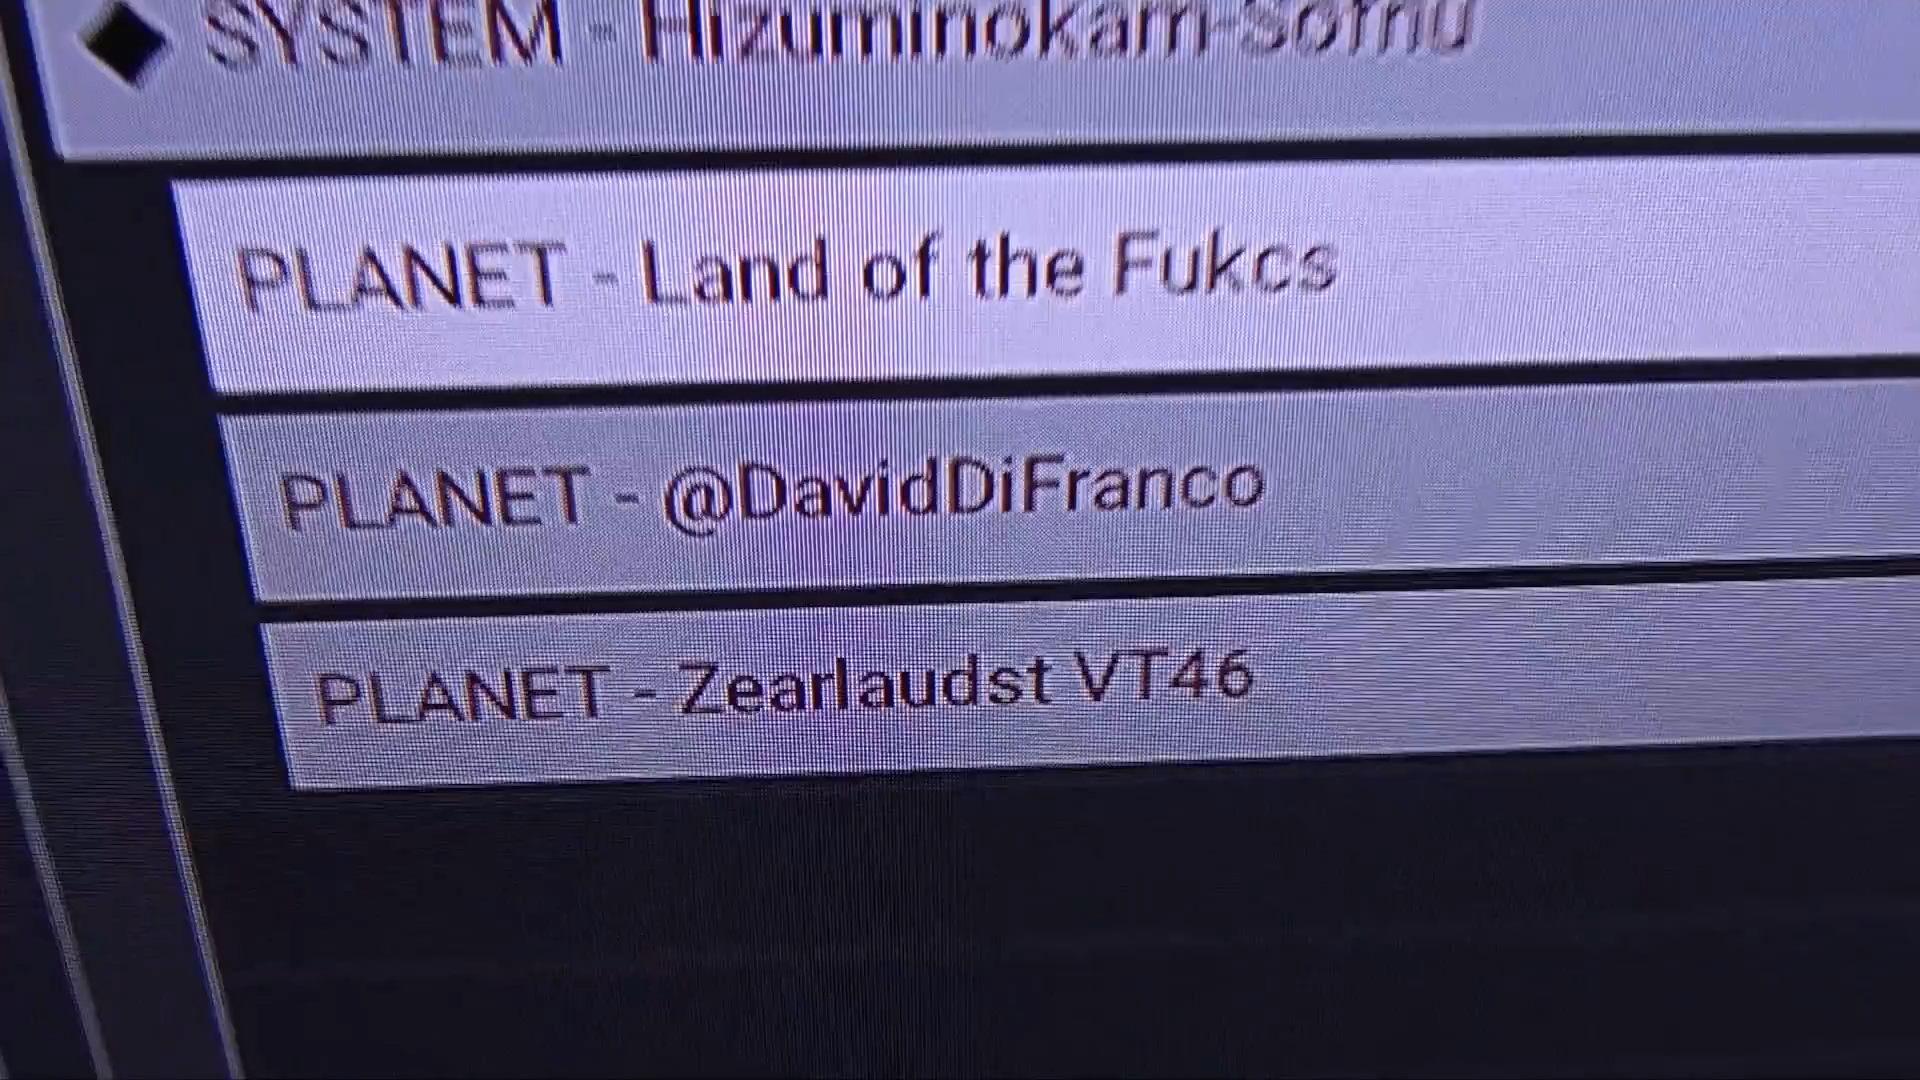 SYSTEM - Hizuminokam-Sofnu
PLANET - Land of the Fukcs
PLANET - @DavidDiFranco
PLANET - Zearlaudst VT46